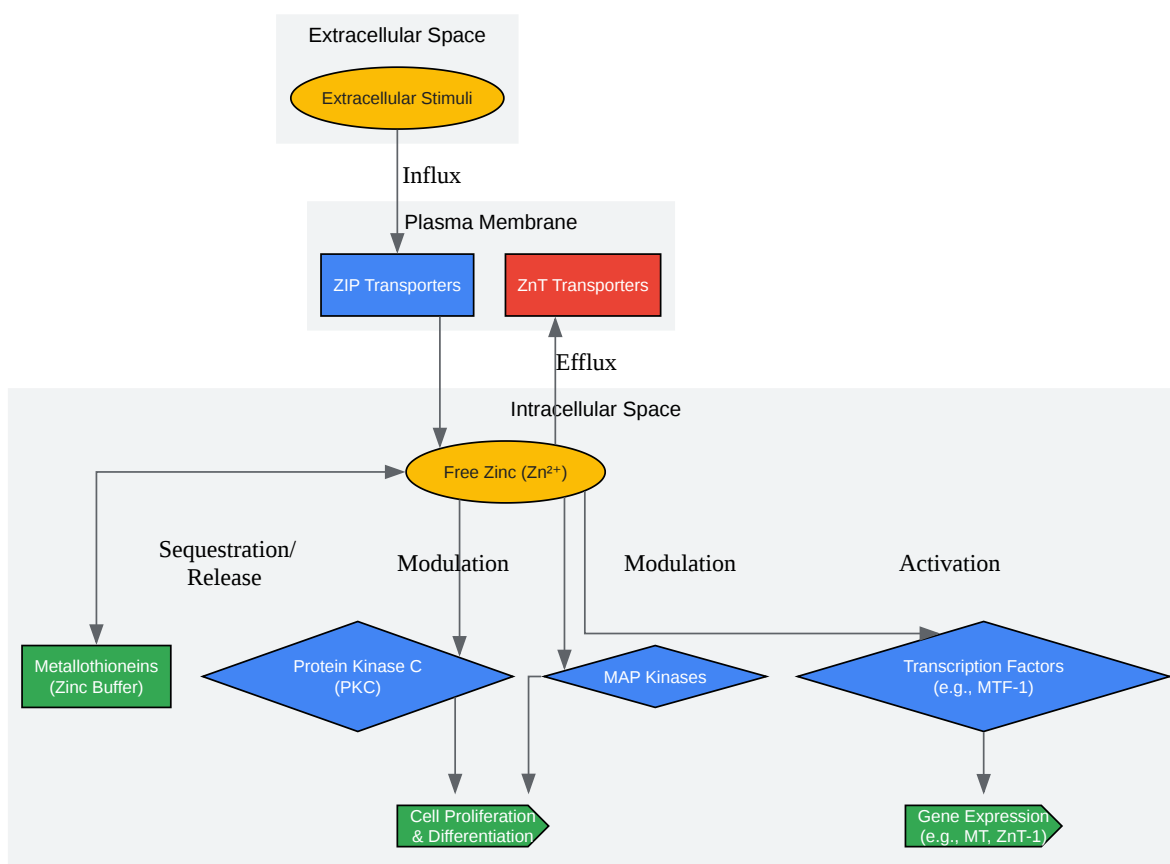 Extracellular Space
Extracellular Stimuli
Influx
Plasma Membrane
ZIP Transporters
ZnT Transporters
Efflux
Intracellular Space
Free Zinc (Zn²⁺)
Sequestration/
Release
Modulation
Modulation
Activation
Metallothioneins
(Zinc Buffer)
Protein Kinase C
(PKC)
MAP Kinases
Transcription Factors
(e.g., MTF-1)
Cell Proliferation
& Differentiation
Gene Expression
(e.g., MT, ZnT-1)